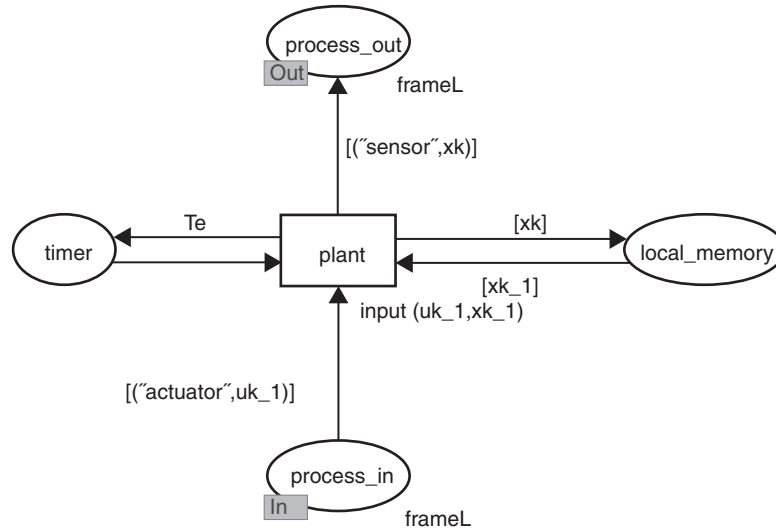 process_out
Out
frameL
[(˝sensor˝,xk)]
Te
[xk]
timer
plant
local_memory
[xk_1]
input (uk_1,xk_1)
[(˝actuator˝,uk_1)]
process_in
In
frameL